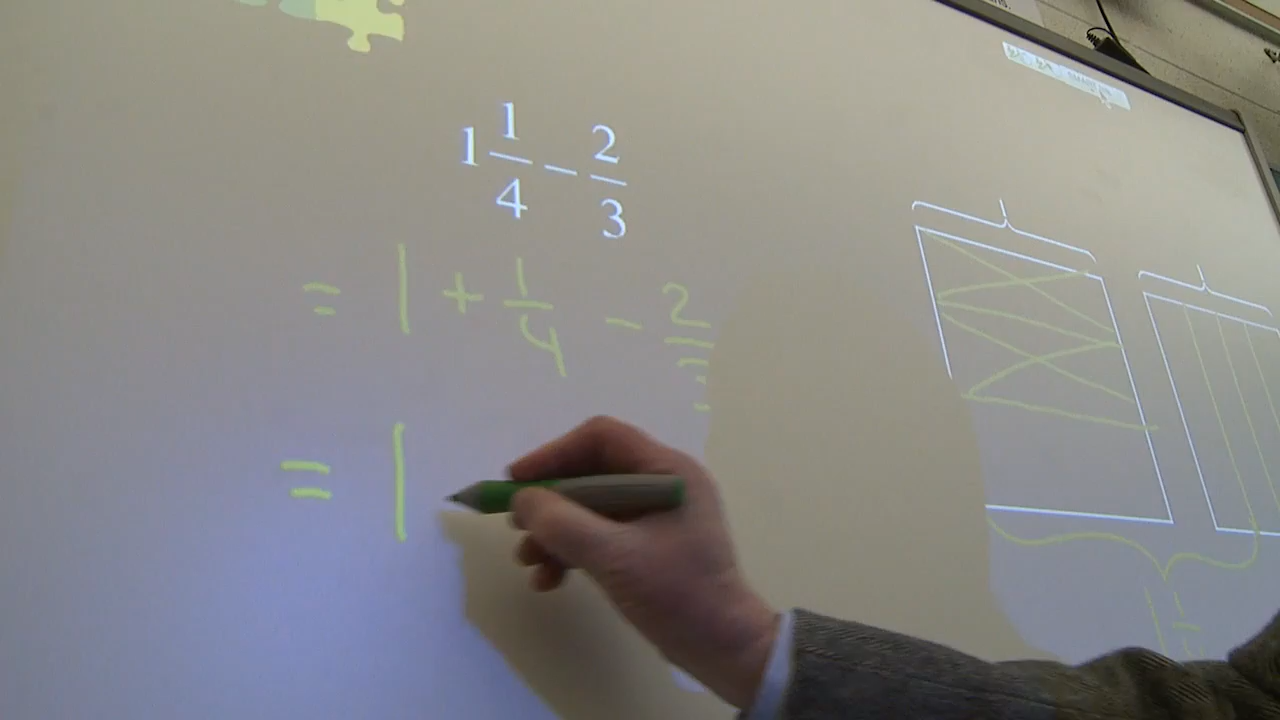 1 1/4 - 2/3
= 1 + 1/4 - 2/3
= 1